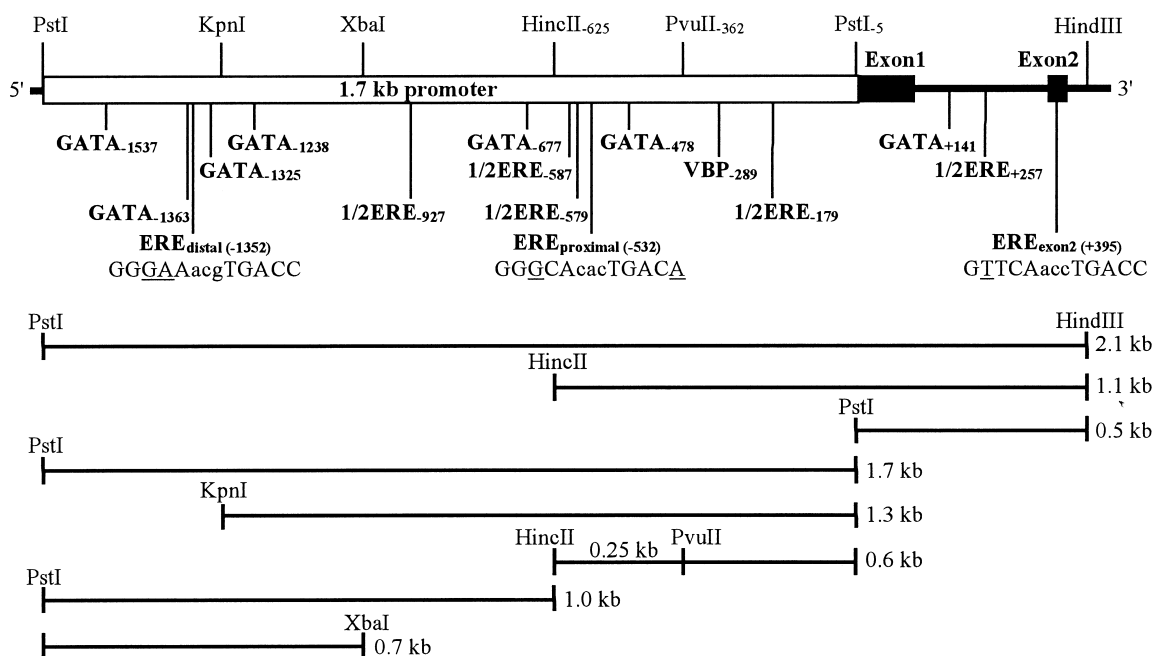 PstI KpnI XbaI HincII-625 PvuII-362 PstI-5 HindIII
Exon1 Exon2
5' 1.7 kb promoter 3'
GATA-1537 GATA-1238 GATA-677 GATA-478 GATA+141
GATA-1325 1/2ERE-587 VBP-289 1/2ERE+257
GATA-1363 1/2ERE-927 1/2ERE-579 1/2ERE-179
EREdistal (-1352) EREproximal (-532) EREexon2 (+395)
GGGAAacgTGACC GGGCAcacTGACA GTTCAaccTGACC
PstI HindIII
2.1 kb
HincII
1.1 kb
PstI
0.5 kb
PstI
1.7 kb
KpnI
1.3 kb
HincII 0.25 kb PvuII
0.6 kb
PstI
1.0 kb
XbaI
0.7 kb